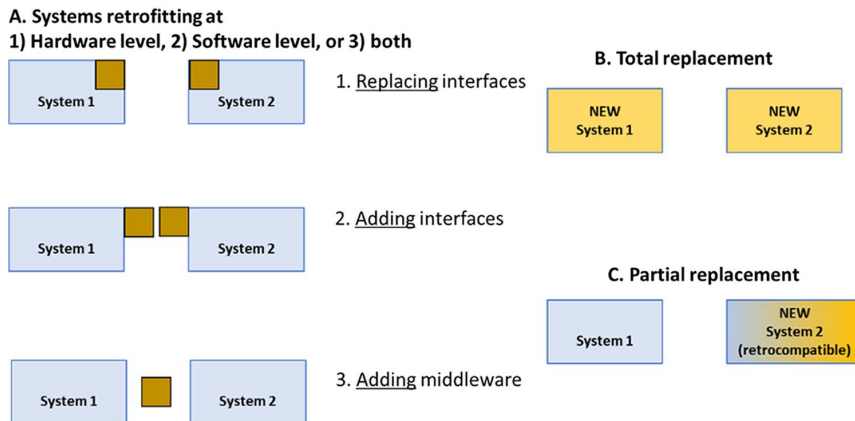 A. Systems retrofitting at
1) Hardware level, 2) Software level, or 3) both
System 1
System 2
1. Replacing interfaces
System 1
System 2
2. Adding interfaces
System 1
System 2
3. Adding middleware
B. Total replacement
NEW
System 1
NEW
System 2
C. Partial replacement
System 1
NEW
System 2
(retrocompatible)